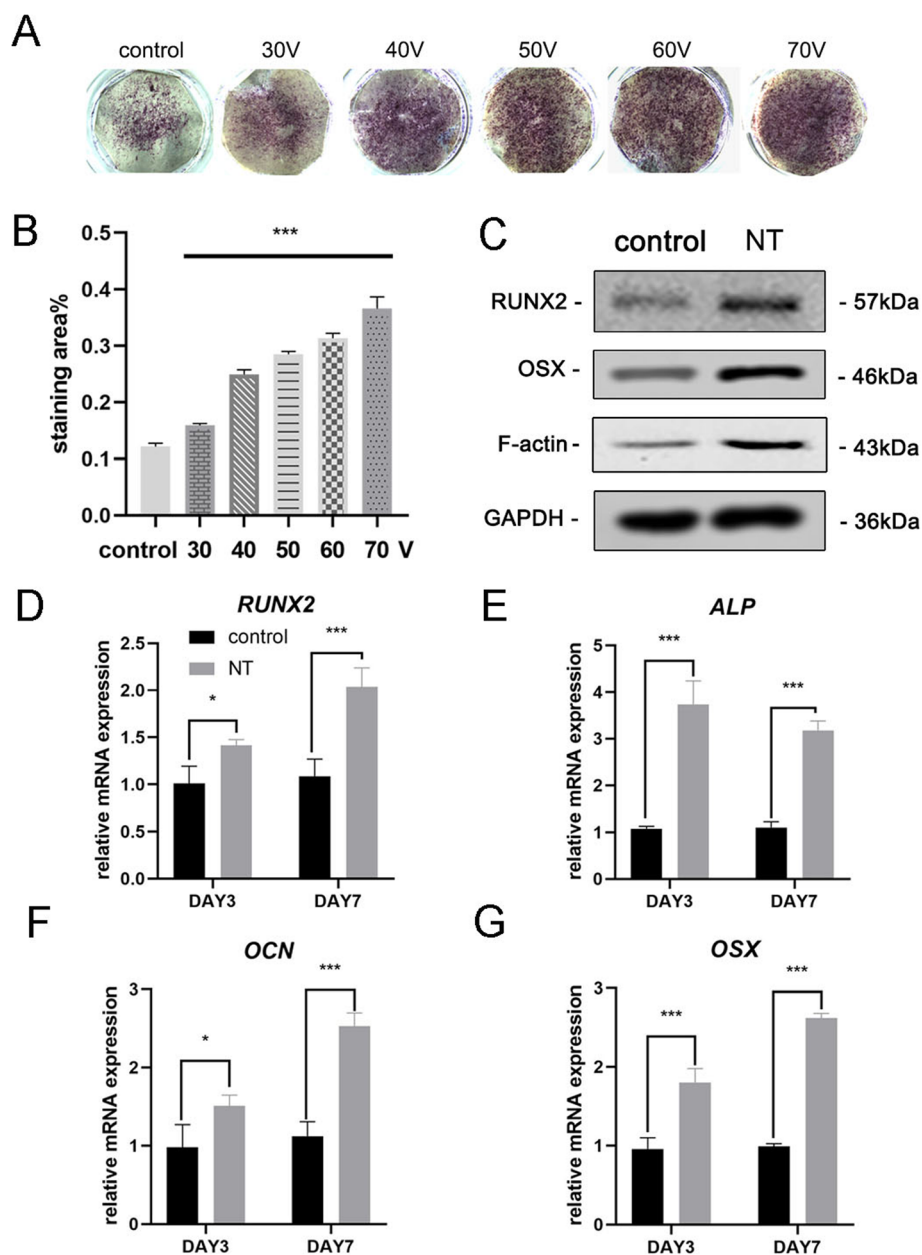 A
control 30V 40V 50V 60V 70V
B
***
staining area%
0.5
0.4
0.3
0.2
0.1
0.0
control 30 40 50 60 70 V
C
control NT
RUNX2 - - 57kDa
OSX - - 46kDa
F-actin - - 43kDa
GAPDH - - 36kDa
D
RUNX2
control
NT
relative mRNA expression
2.5
2.0
1.5
1.0
0.5
0.0
*
***
DAY3 DAY7
E
ALP
relative mRNA expression
5
4
3
2
1
0
***
***
DAY3 DAY7
F
OCN
relative mRNA expression
3
2
1
0
*
***
DAY3 DAY7
G
OSX
relative mRNA expression
3
2
1
0
***
***
DAY3 DAY7